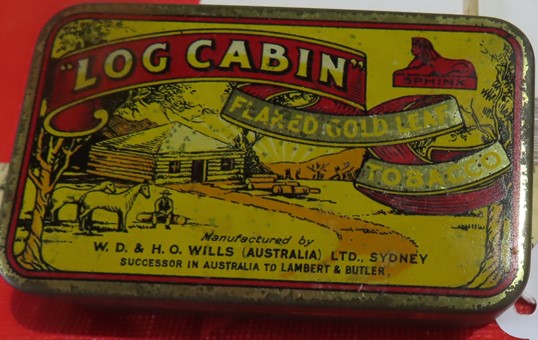 "LOG CABIN"
SPHINX
FLAKED GOLD LEAF
TOBACCO
Manufactured by
W. D. & H. O. WILLS (AUSTRALIA) LTD., SYDNEY
SUCCESSOR IN AUSTRALIA TO LAMBERT & BUTLER.